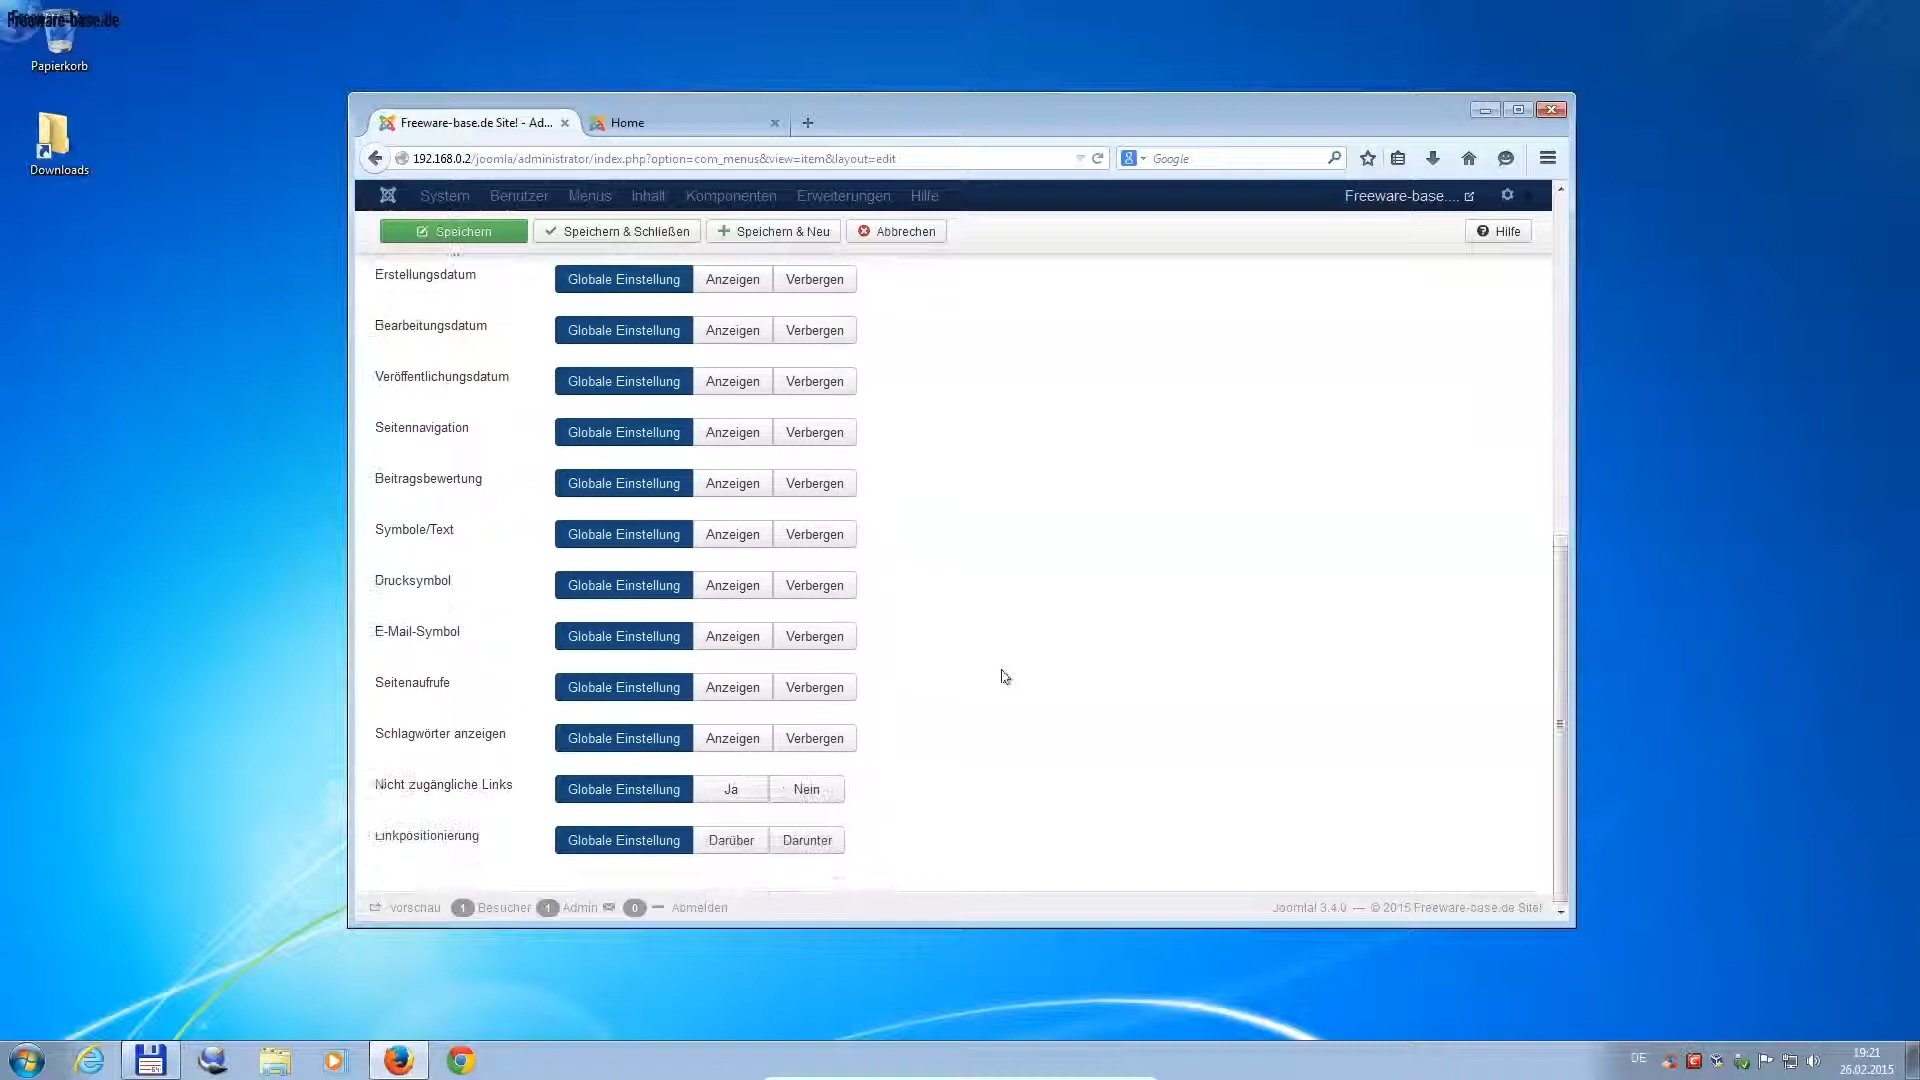 Freeware-base.de
Papierkorb
Downloads
Freeware-base.de Site! - Ad...
Home
192.168.0.2/joomla/administrator/index.php?option=com_menus&view=item&layout=edit
Google
System Benutzer Menus Inhalt Komponenten Erweiterungen Hilfe
Freeware-base....
Speichern
Speichern & Schließen
Speichern & Neu
Abbrechen
Hilfe
Erstellungsdatum Globale Einstellung Anzeigen Verbergen
Bearbeitungsdatum Globale Einstellung Anzeigen Verbergen
Veröffentlichungsdatum Globale Einstellung Anzeigen Verbergen
Seitennavigation Globale Einstellung Anzeigen Verbergen
Beitragsbewertung Globale Einstellung Anzeigen Verbergen
Symbole/Text Globale Einstellung Anzeigen Verbergen
Drucksymbol Globale Einstellung Anzeigen Verbergen
E-Mail-Symbol Globale Einstellung Anzeigen Verbergen
Seitenaufrufe Globale Einstellung Anzeigen Verbergen
Schlagwörter anzeigen Globale Einstellung Anzeigen Verbergen
Nicht zugängliche Links Globale Einstellung Ja Nein
Linkpositionierung Globale Einstellung Darüber Darunter
Vorschau 1 Besucher 1 Admin 0 Abmelden
Joomla! 3.4.0 — © 2015 Freeware-base.de Site!
64
DE
19:21
26.02.2015